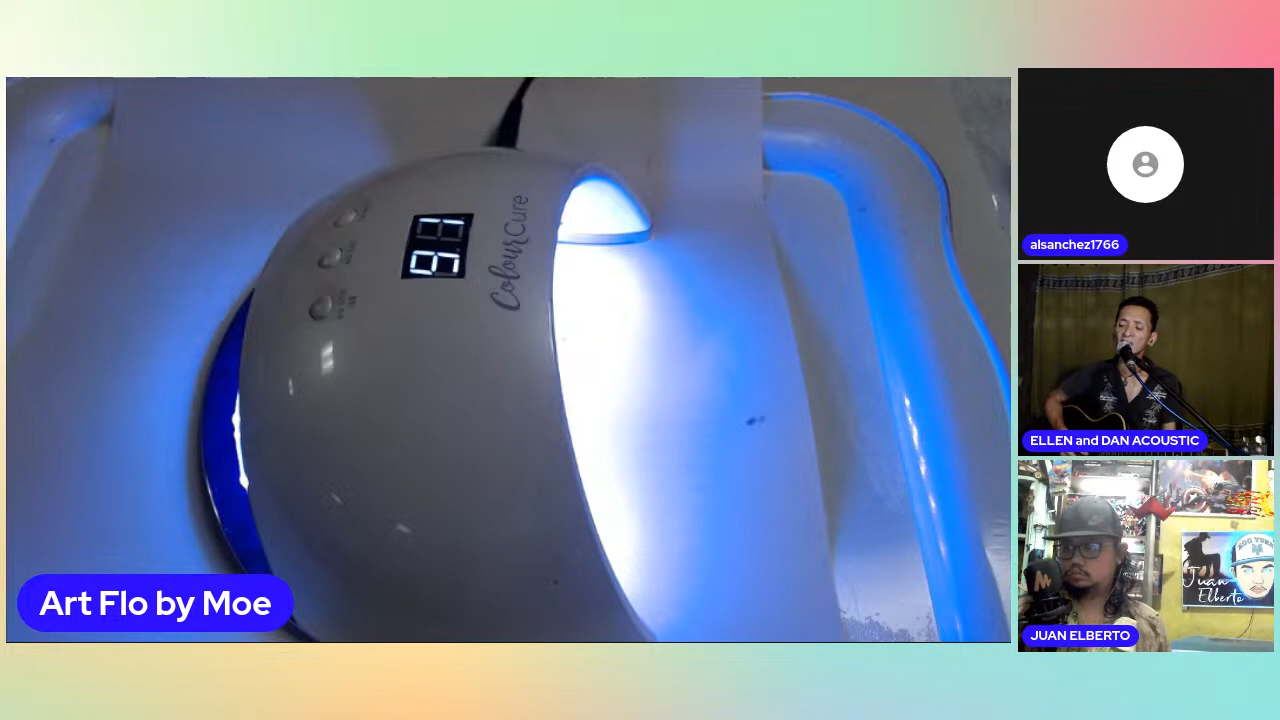 ColourCure
Art Flo by Moe
alsanchez1766
ELLEN and DAN ACOUSTIC
Juan
Elberto
JUAN ELBERTO